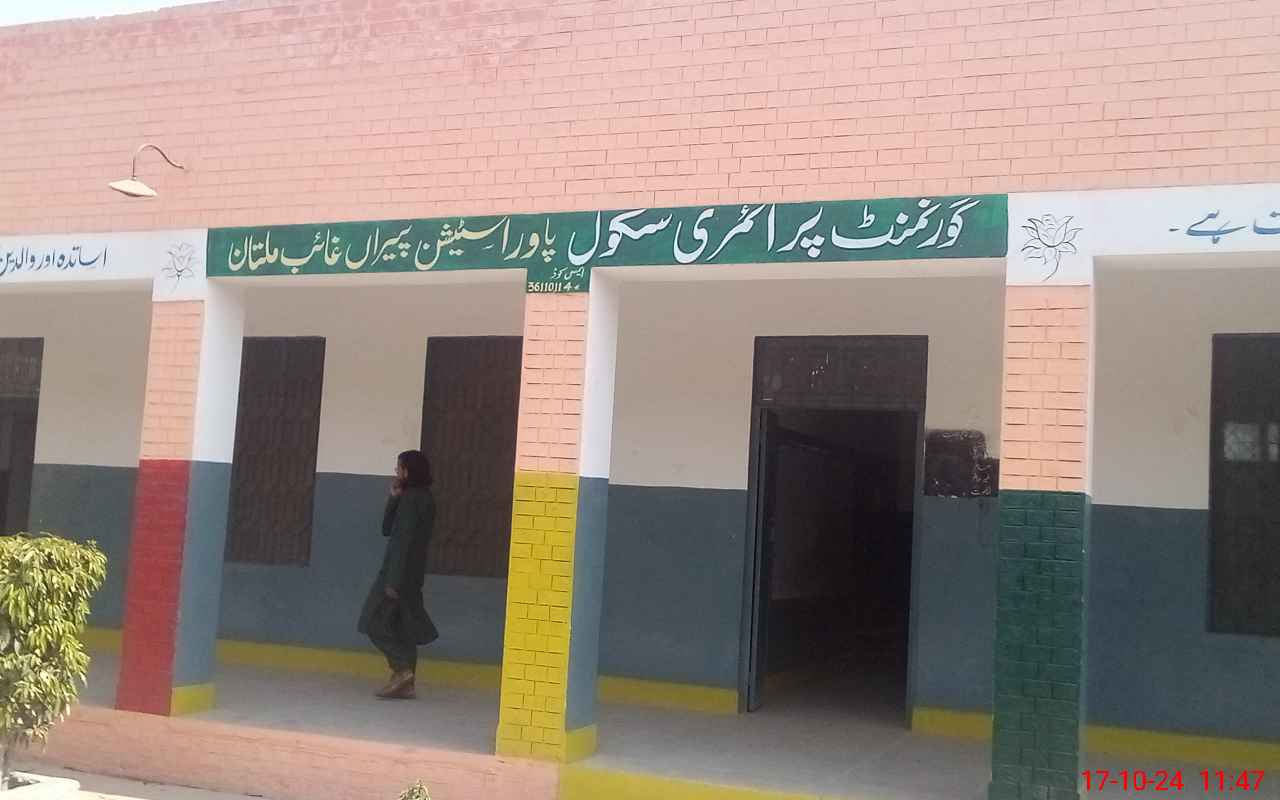 گورنمنٹ پرائمری سکول پاور اسٹیشن پیراں غائب ملتان
ایس کوڈ
36110114
ت ہے۔
اساتذہ اور والدین
17-10-24 11:47